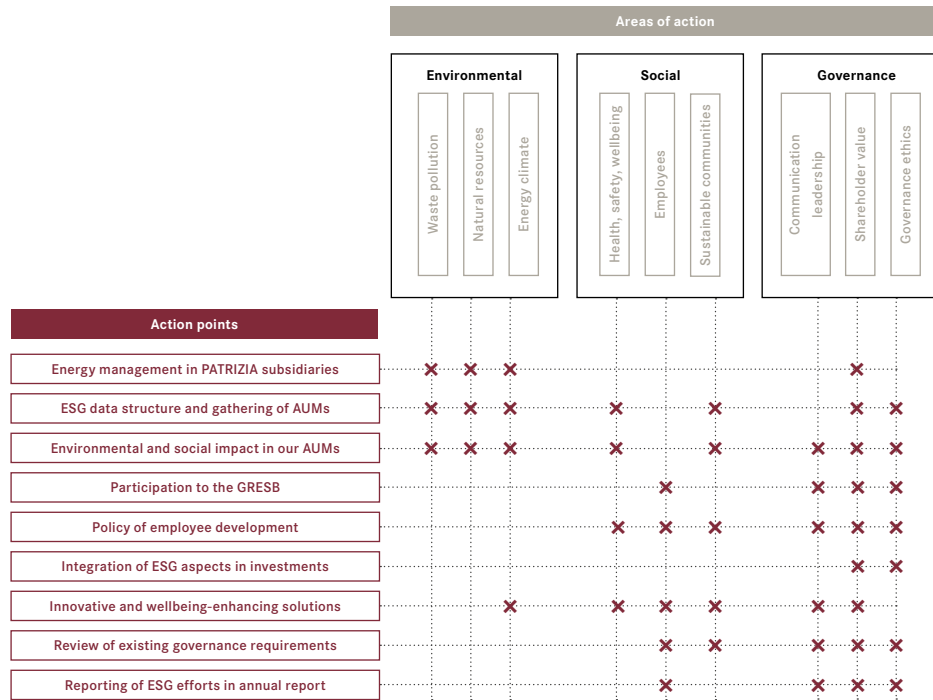 Areas of action
Environmental
Social
Governance
Waste pollution
Natural resources
Energy climate
Health, safety, wellbeing
Employees
Sustainable communities
Communication
leadership
Shareholder value
Governance ethics
Action points
Energy management in PATRIZIA subsidiaries
ESG data structure and gathering of AUMs
Environmental and social impact in our AUMs
Participation to the GRESB
Policy of employee development
Integration of ESG aspects in investments
Innovative and wellbeing-enhancing solutions
Review of existing governance requirements
Reporting of ESG efforts in annual report